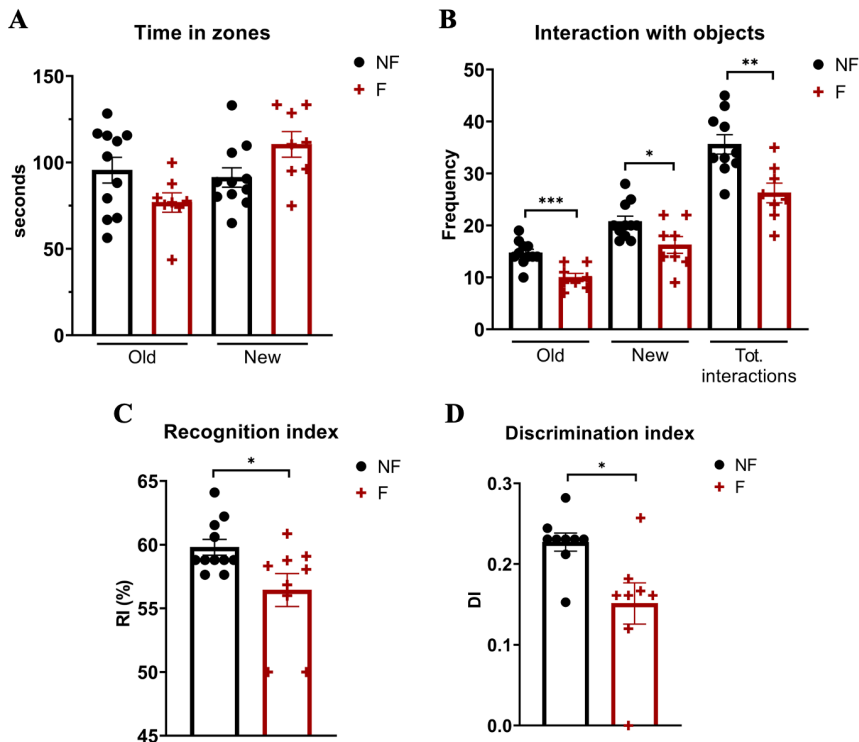 A
Time in zones
NF
F
150
100
50
0
seconds
Old
New
B
Interaction with objects
NF
F
50
40
30
20
10
0
Frequency
***
*
**
Old
New
Tot.
interactions
C
Recognition index
NF
F
65
60
55
50
45
RI (%)
*
D
Discrimination index
NF
F
0.3
0.2
0.1
0.0
DI
*